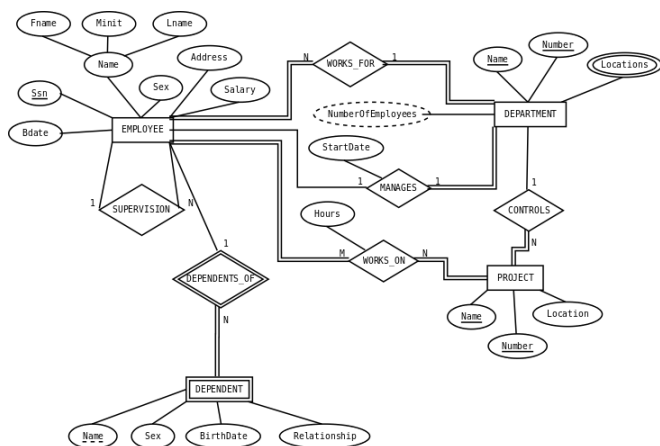 Fname
Minit
Lname
Name
Address
Sex
Salary
Ssn
Bdate
EMPLOYEE
N
WORKS_FOR
1
Name
Number
Locations
NumberOfEmployees
DEPARTMENT
StartDate
1
MANAGES
1
1
SUPERVISION
N
1
CONTROLS
N
Hours
M
WORKS_ON
N
1
DEPENDENTS_OF
N
PROJECT
Name
Number
Location
DEPENDENT
Name
Sex
BirthDate
Relationship